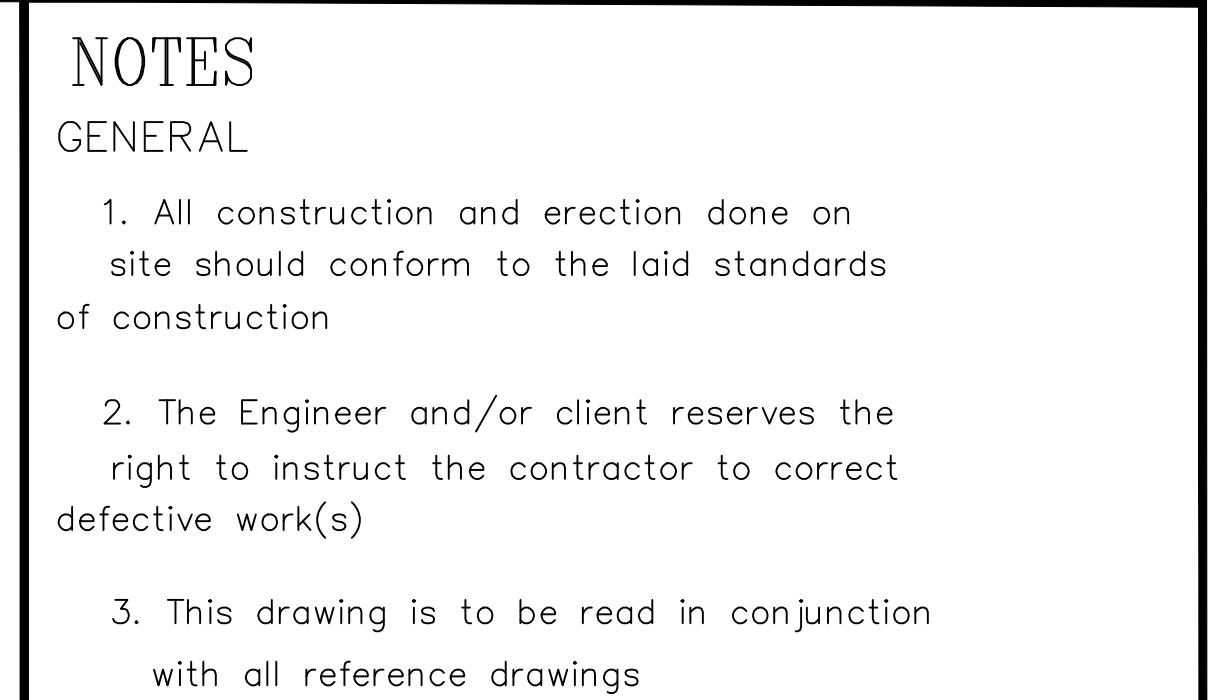 NOTES
GENERAL
1. All construction and erection done on
site should conform to the laid standards
of construction
2. The Engineer and/or client reserves the
right to instruct the contractor to correct
defective work(s)
3. This drawing is to be read in conjunction
with all reference drawings